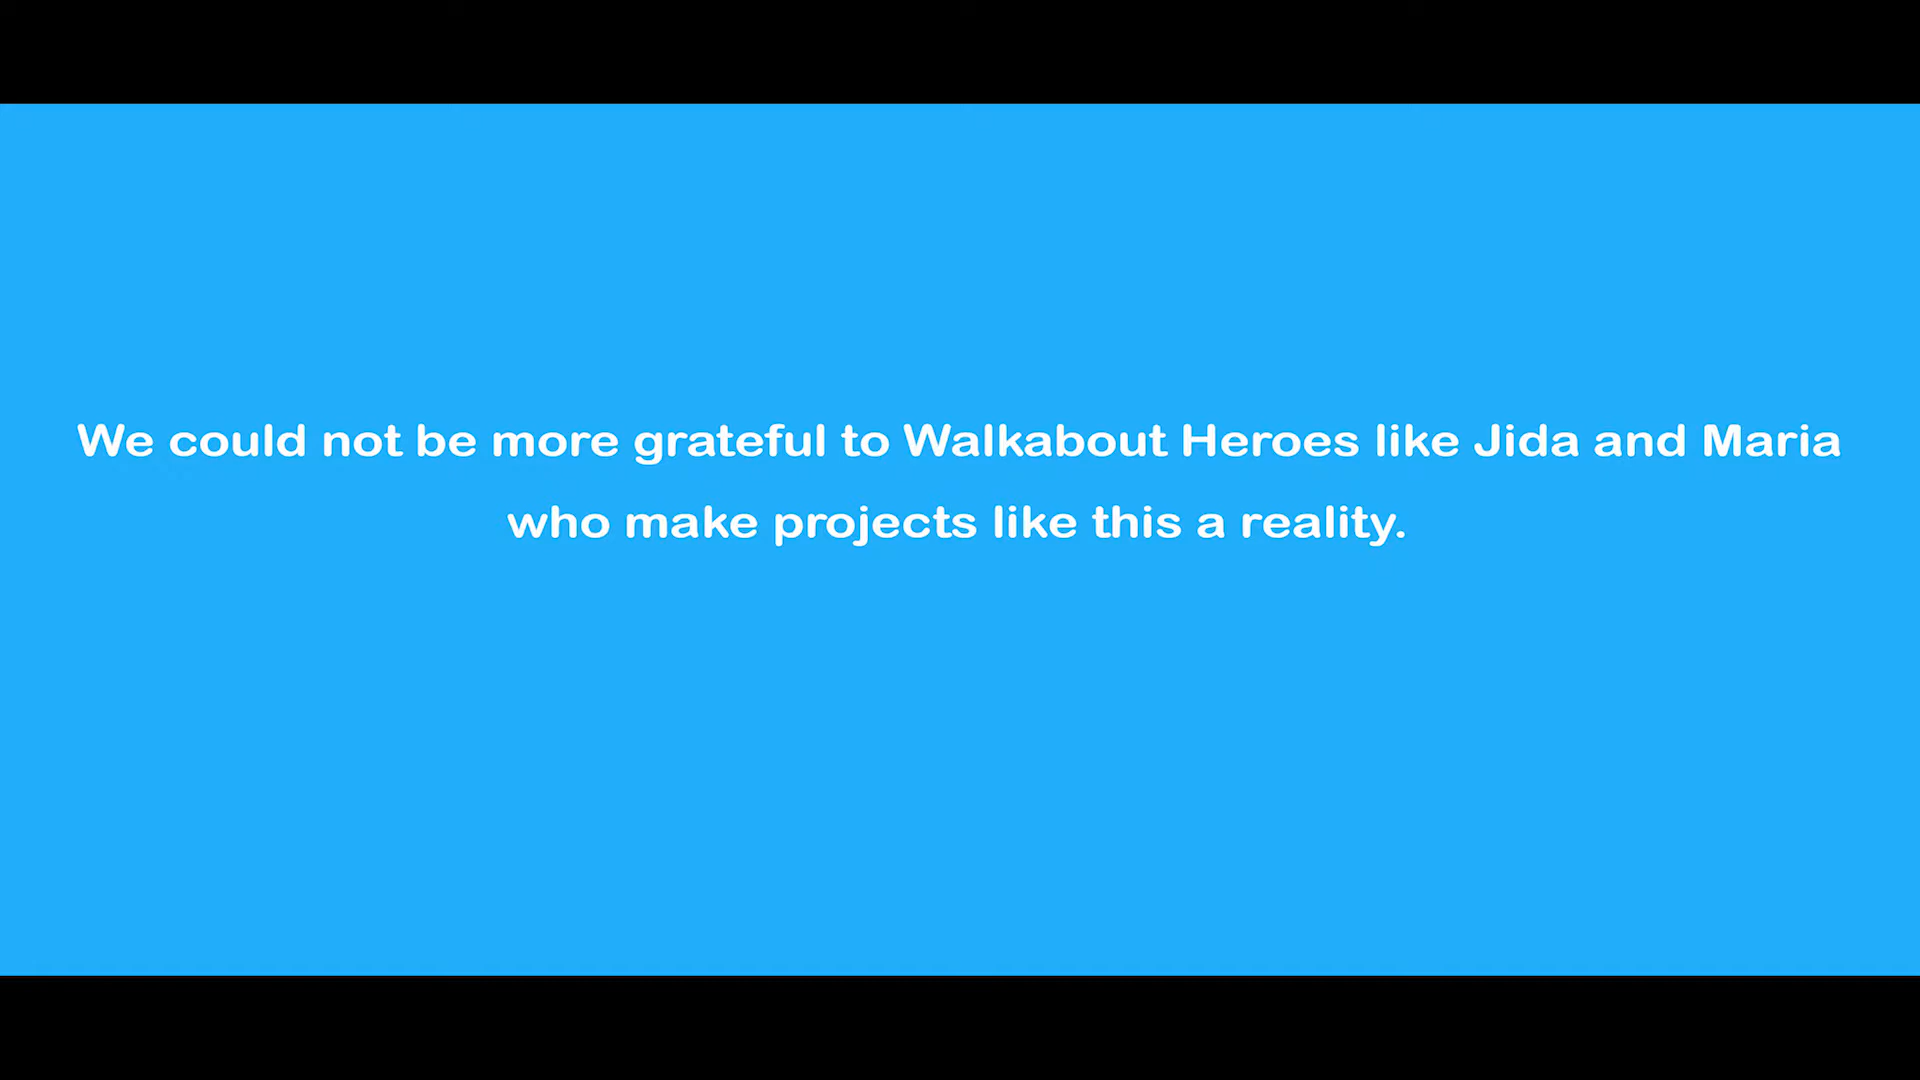 We could not be more grateful to Walkabout Heroes like Jida and Maria
who make projects like this a reality.